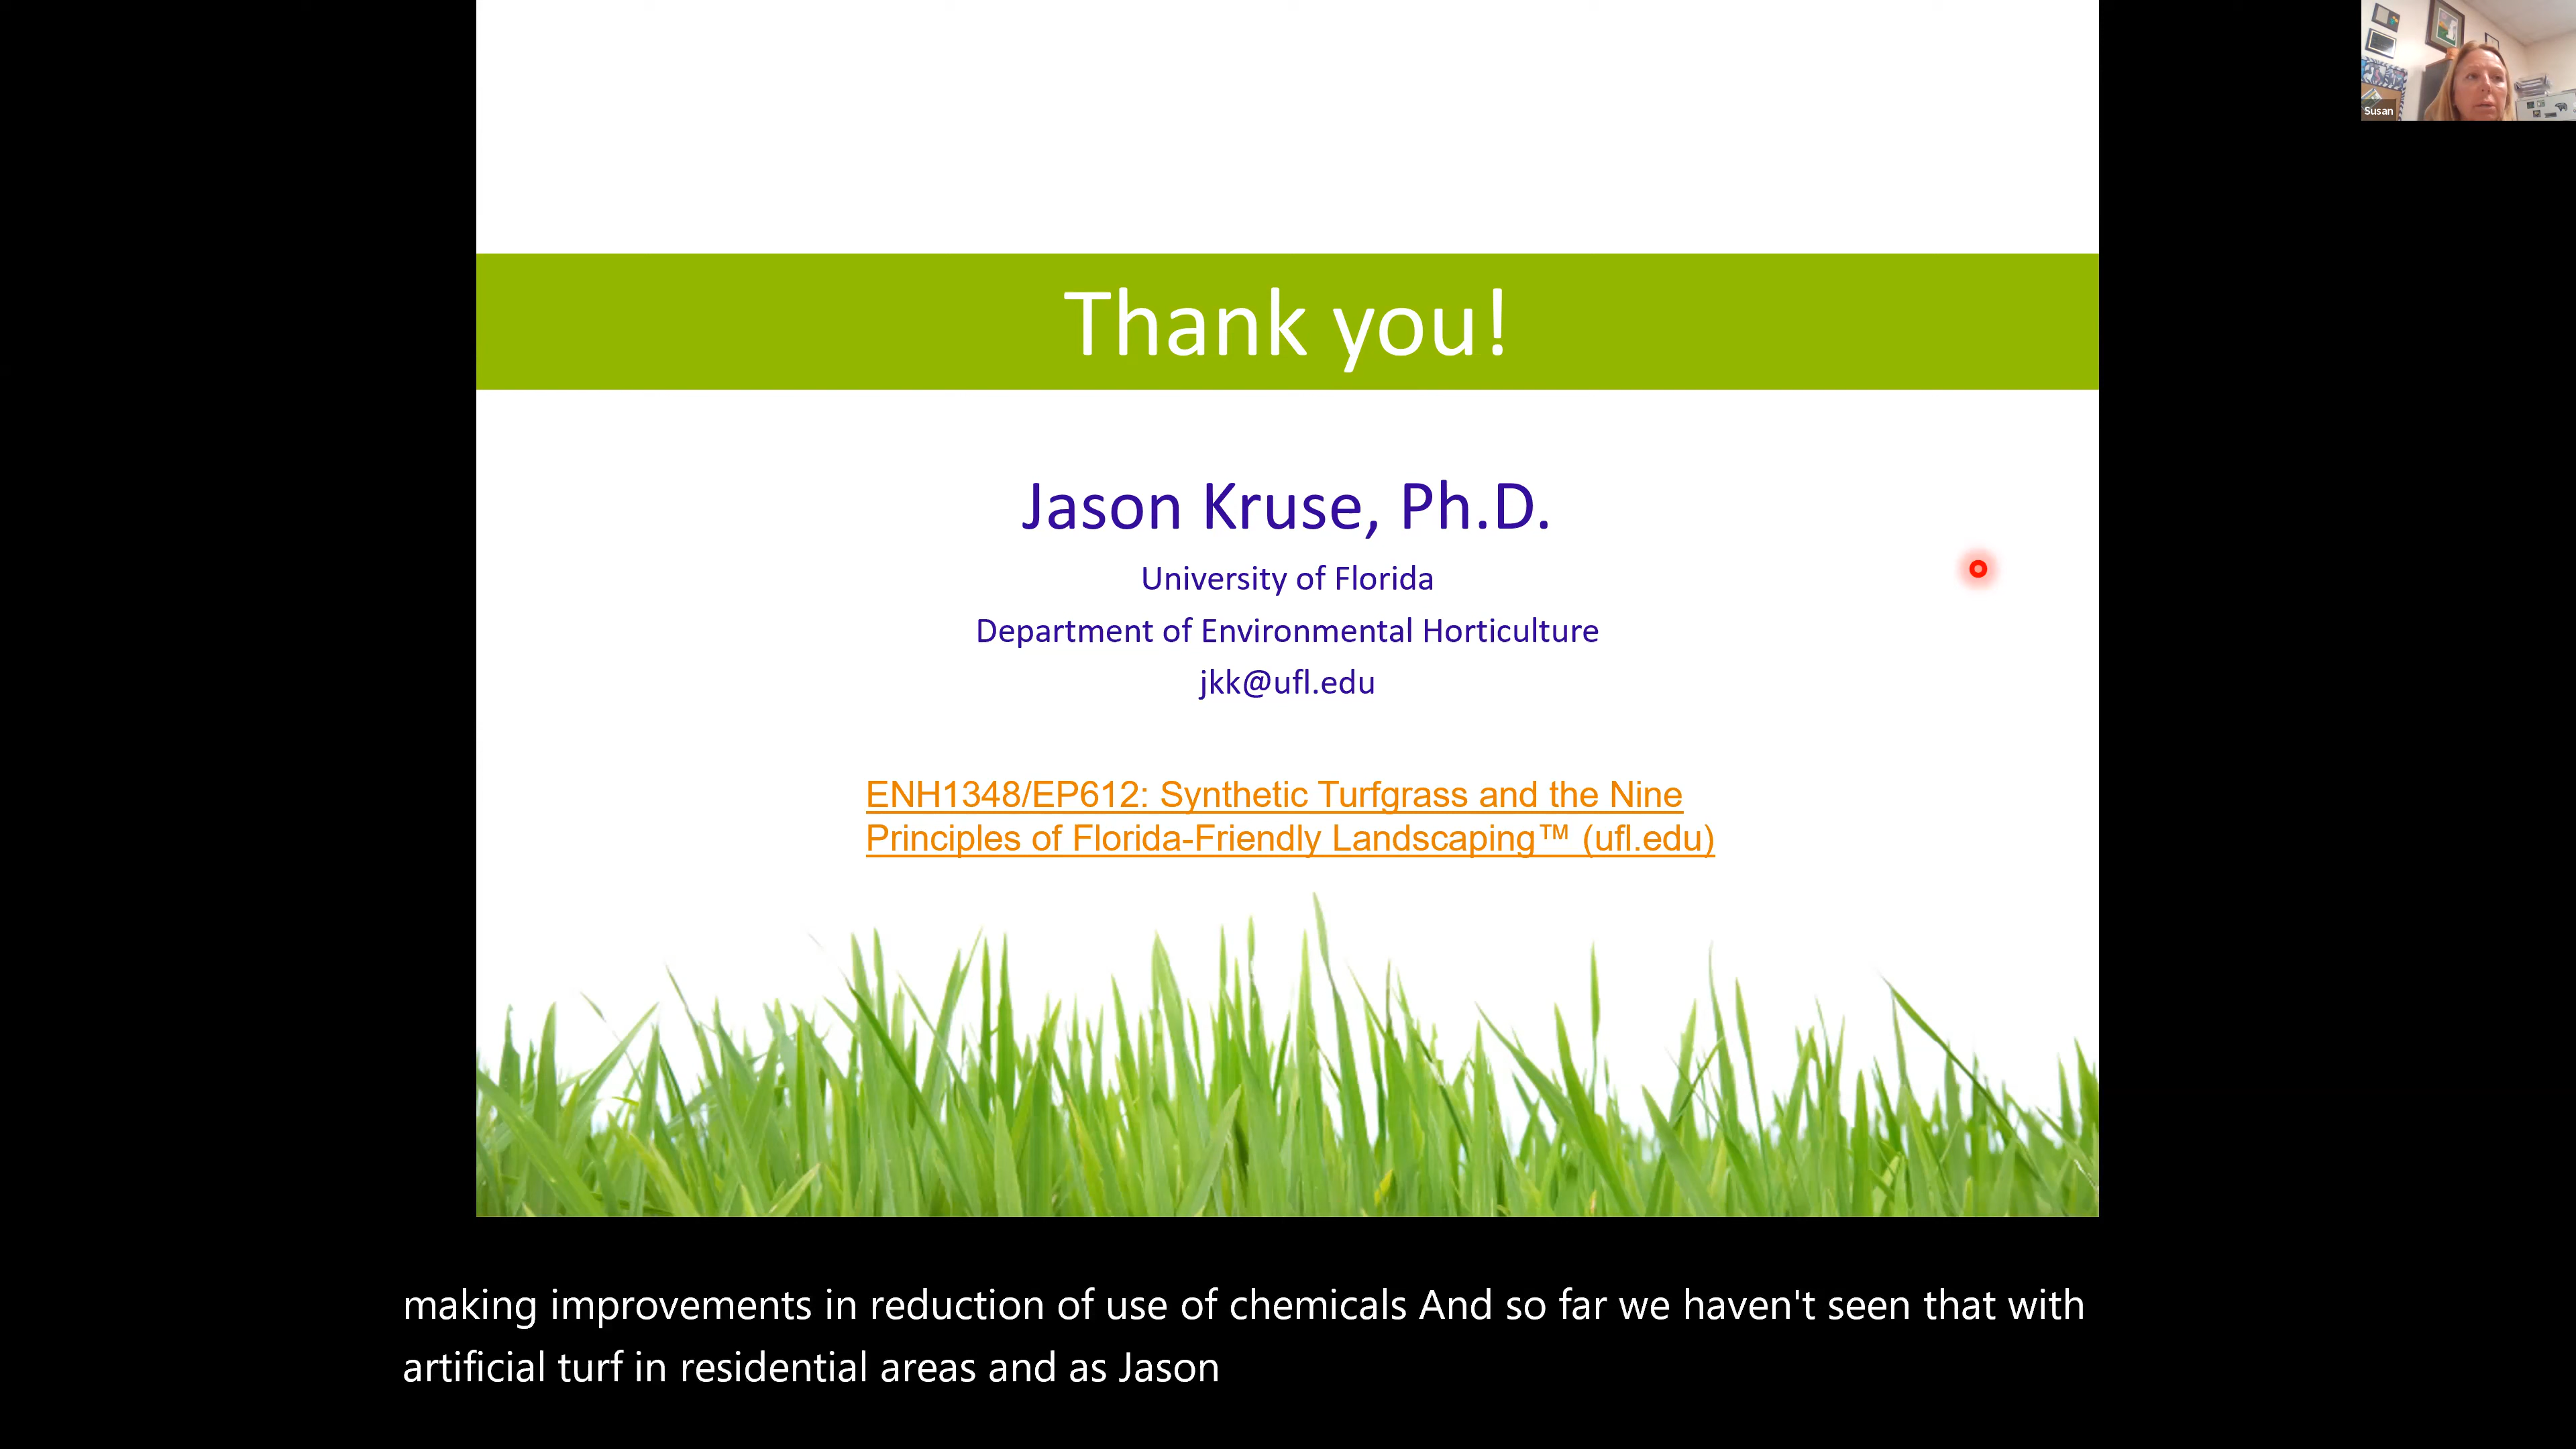 Susan
Thank you!
Jason Kruse, Ph.D.
University of Florida
Department of Environmental Horticulture
jkk@ufl.edu
ENH1348/EP612: Synthetic Turfgrass and the Nine
Principles of Florida-Friendly Landscaping™ (ufl.edu)
making improvements in reduction of use of chemicals And so far we haven't seen that with
artificial turf in residential areas and as Jason